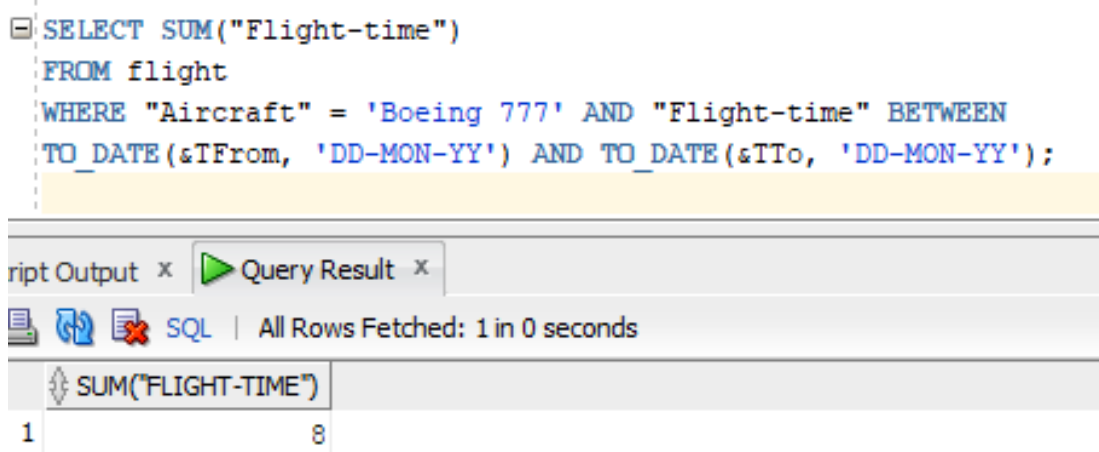 SELECT SUM("Flight-time")
FROM flight
WHERE "Aircraft" = 'Boeing 777' AND "Flight-time" BETWEEN
TO_DATE(&TFrom, 'DD-MON-YY') AND TO_DATE(&TTo, 'DD-MON-YY');
ript Output x Query Result x
SQL | All Rows Fetched: 1 in 0 seconds
SUM("FLIGHT-TIME")
1 8